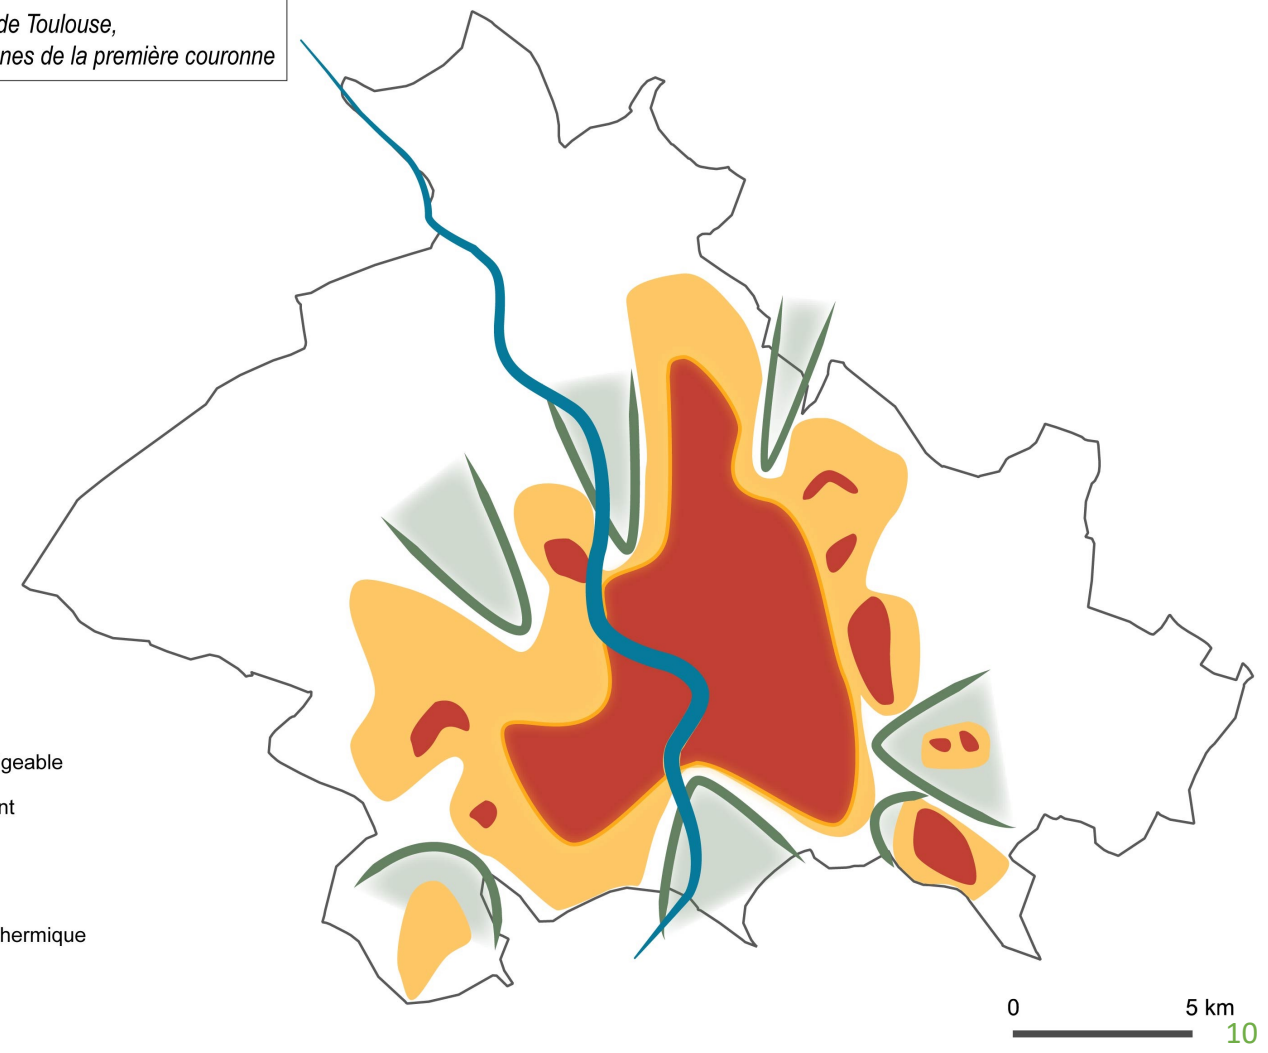 de Toulouse,
nes de la première couronne
geable
nt
hermique
0 5 km
10